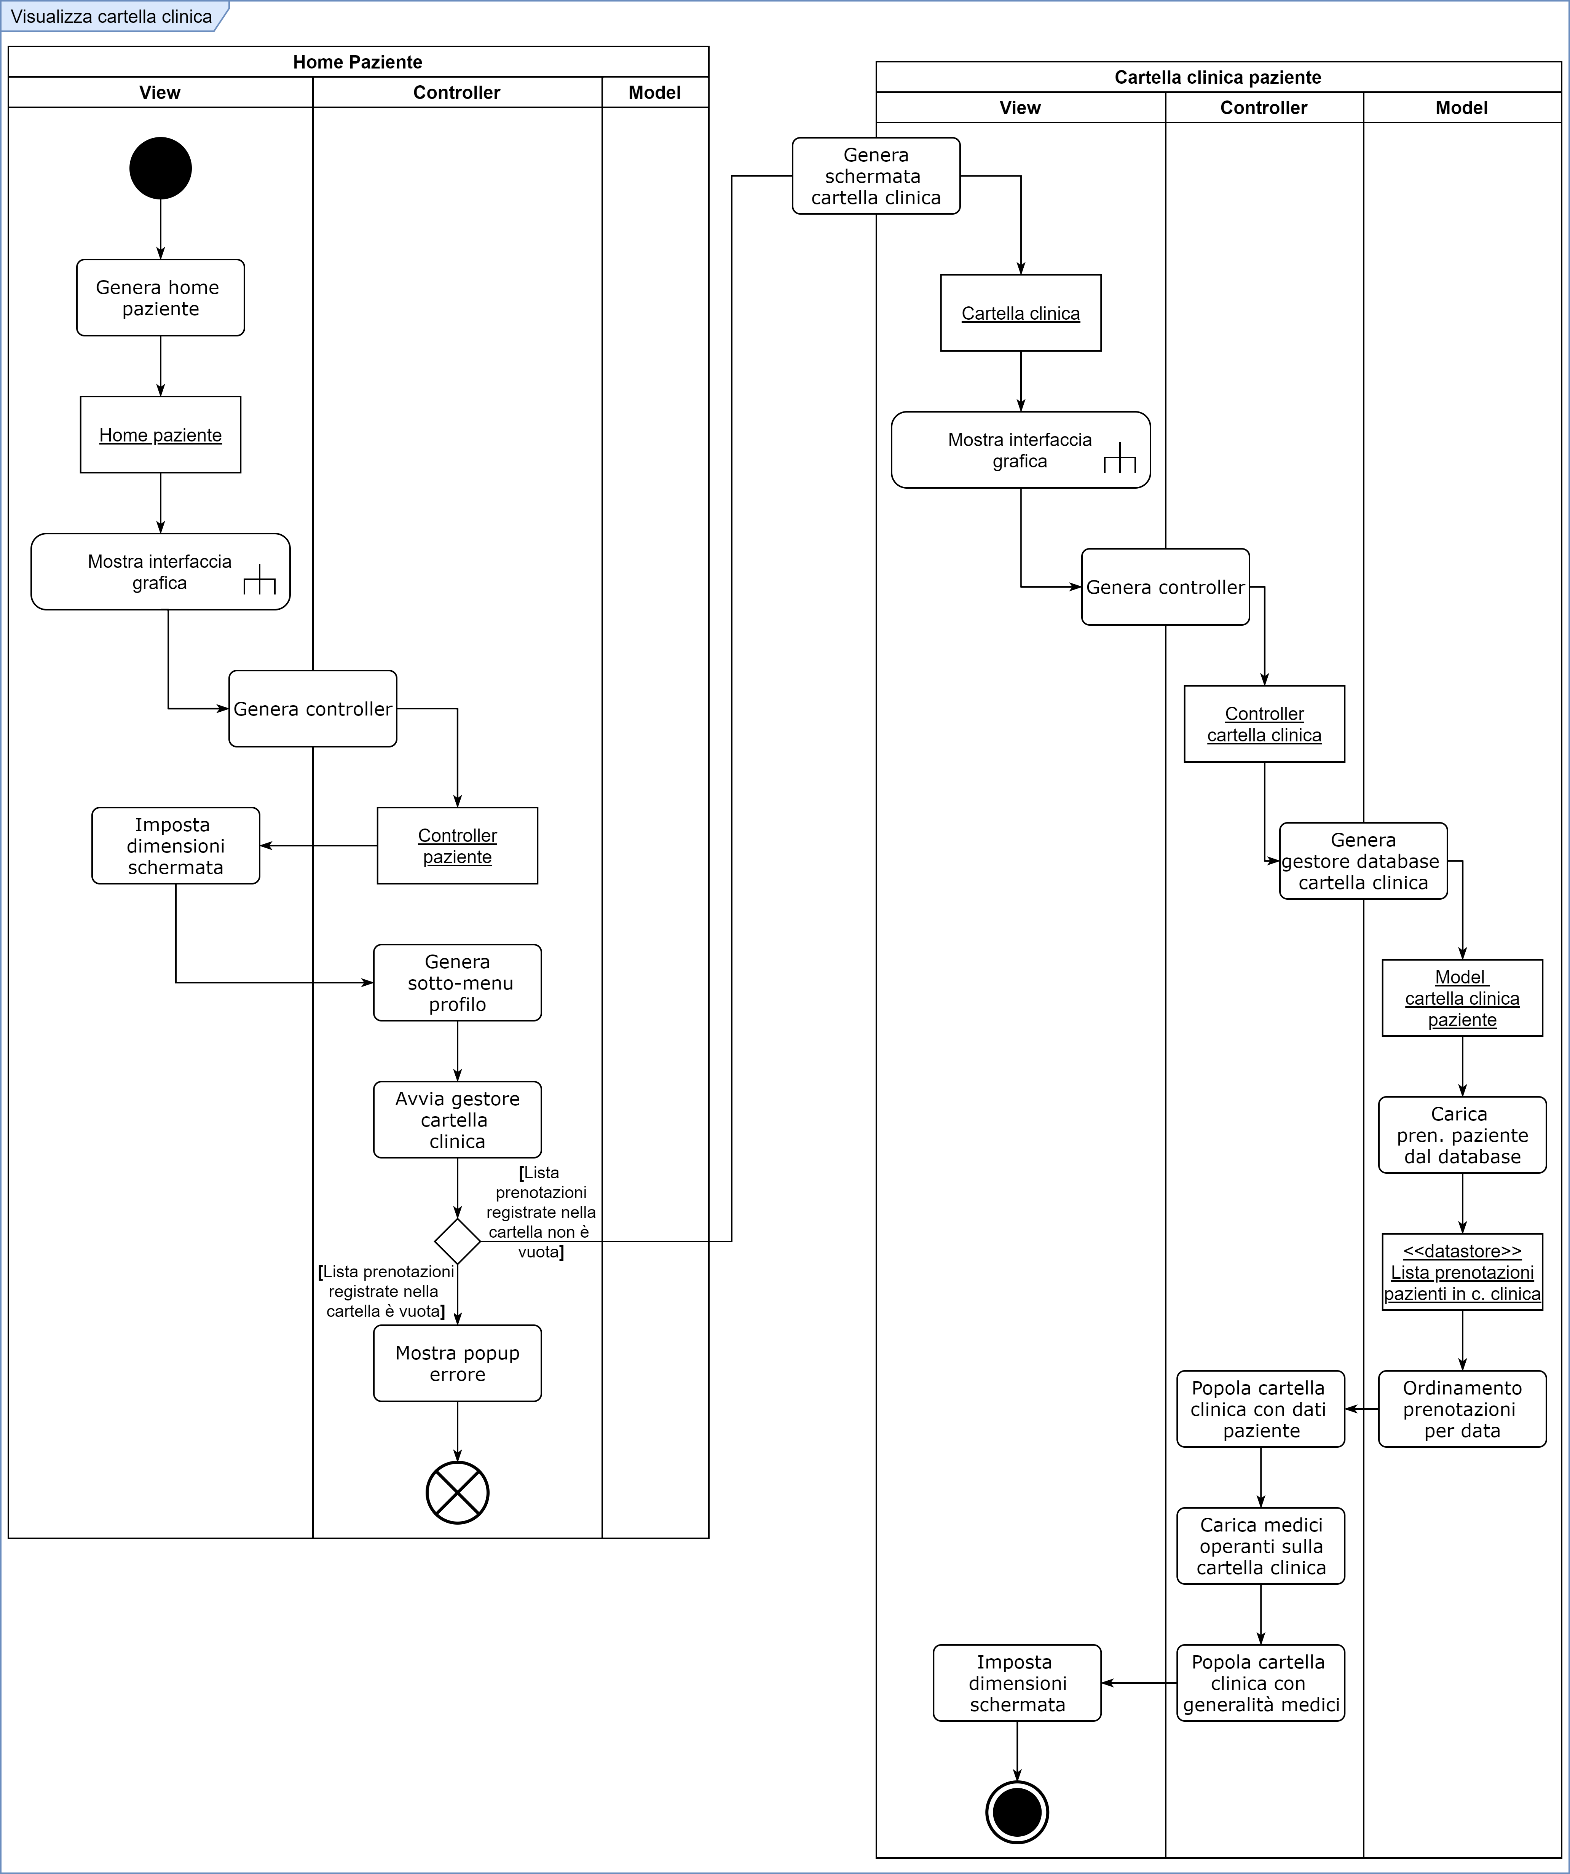 Visualizza cartella clinica
Home Paziente
View
Controller
Model
Genera home
paziente
Home paziente
Mostra interfaccia
grafica
Genera controller
Controller
paziente
Imposta
dimensioni
schermata
Genera
sotto-menu
profilo
Avvia gestore
cartella
clinica
[Lista
prenotazioni
registrate nella
cartella non è
vuota]
[Lista prenotazioni
registrate nella
cartella è vuota]
Mostra popup
errore
Cartella clinica paziente
View
Controller
Model
Genera
schermata
cartella clinica
Cartella clinica
Mostra interfaccia
grafica
Genera controller
Controller
cartella clinica
Genera
gestore database
cartella clinica
Model
cartella clinica
paziente
Carica
pren. paziente
dal database
<<datastore>>
Lista prenotazioni
pazienti in c. clinica
Ordinamento
prenotazioni
per data
Popola cartella
clinica con dati
paziente
Carica medici
operanti sulla
cartella clinica
Popola cartella
clinica con
generalità medici
Imposta
dimensioni
schermata